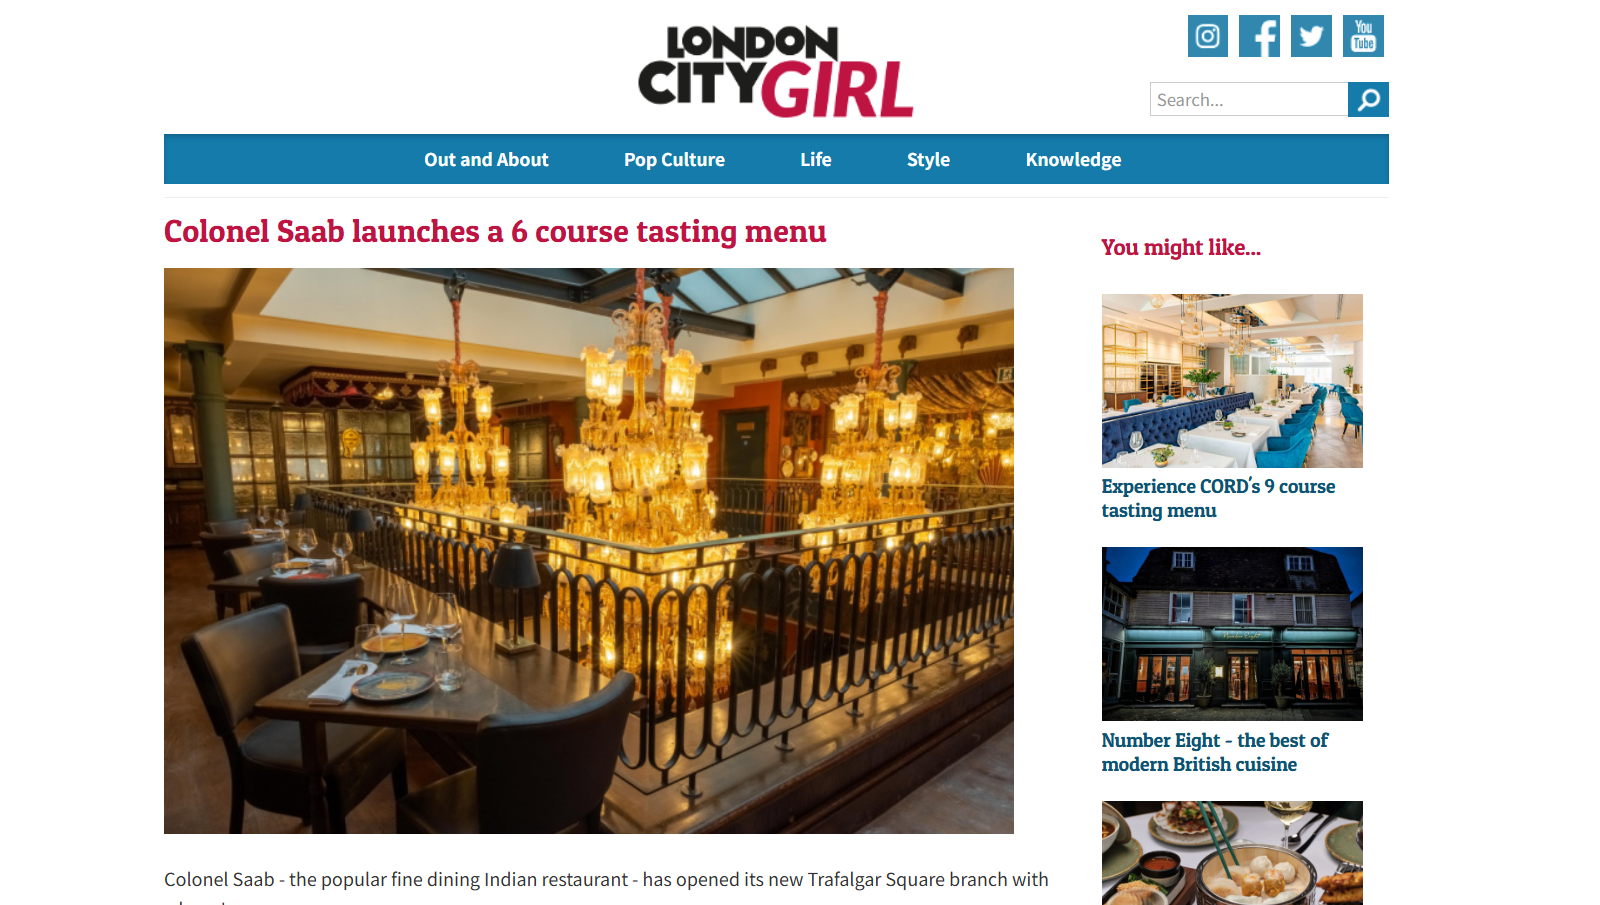 LONDON
CITYGIRL
You
Tube
Search...
Out and About
Pop Culture
Life
Style
Knowledge
Colonel Saab launches a 6 course tasting menu
Colonel Saab - the popular fine dining Indian restaurant - has opened its new Trafalgar Square branch with
You might like...
Experience CORD's 9 course
tasting menu
Number Eight
Number Eight - the best of
modern British cuisine